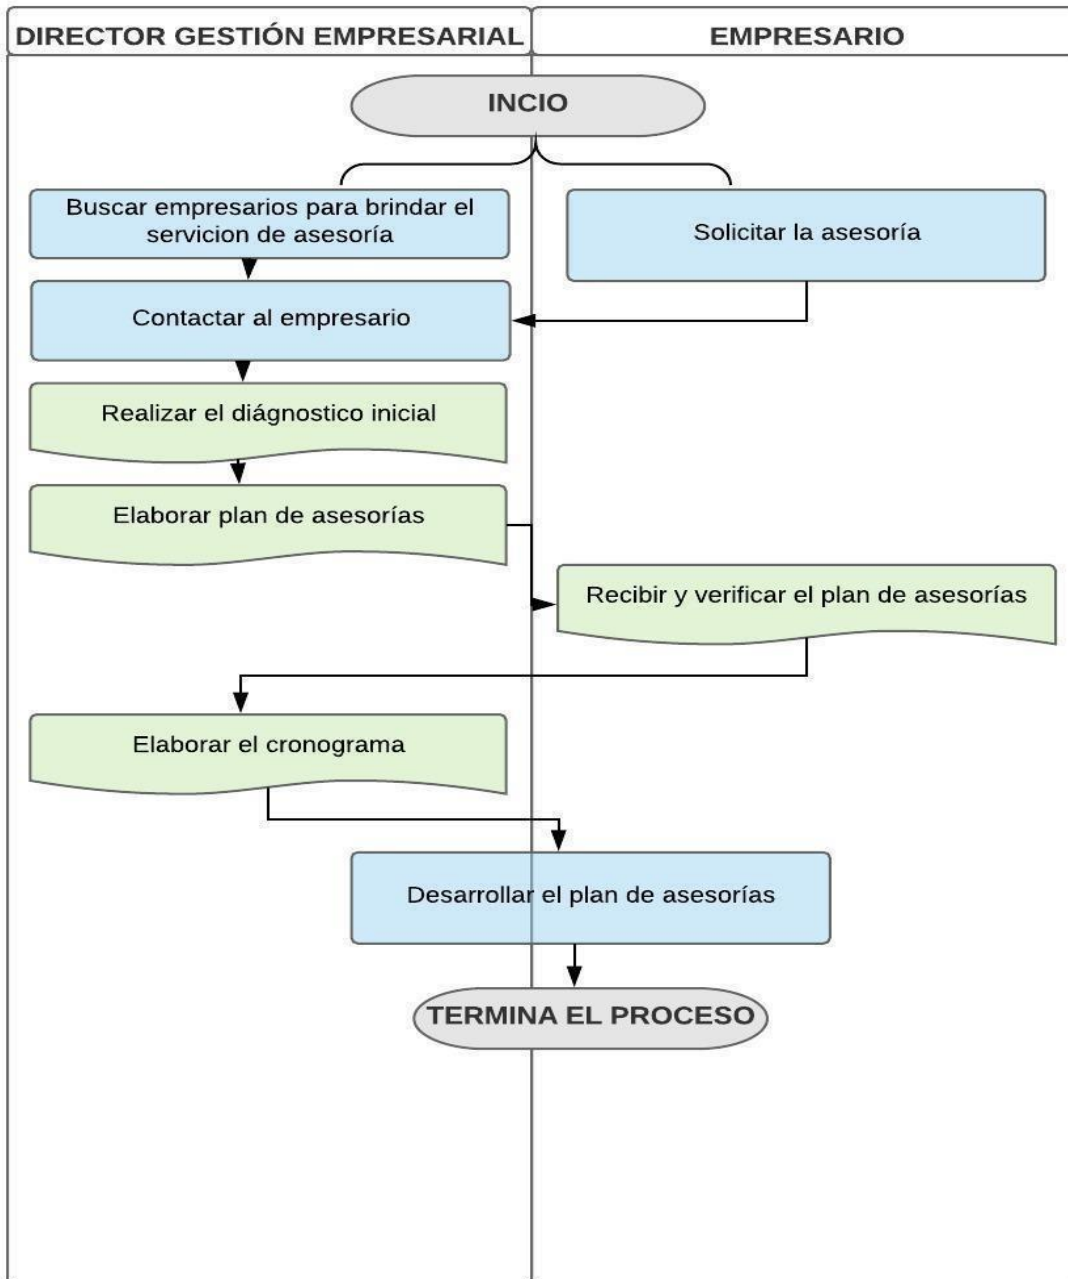 DIRECTOR GESTIÓN EMPRESARIAL
EMPRESARIO
INCIO
Buscar empresarios para brindar el
servicion de asesoría
Solicitar la asesoría
Contactar al empresario
Realizar el diágnostico inicial
Elaborar plan de asesorías
Recibir y verificar el plan de asesorías
Elaborar el cronograma
Desarrollar el plan de asesorías
TERMINA EL PROCESO